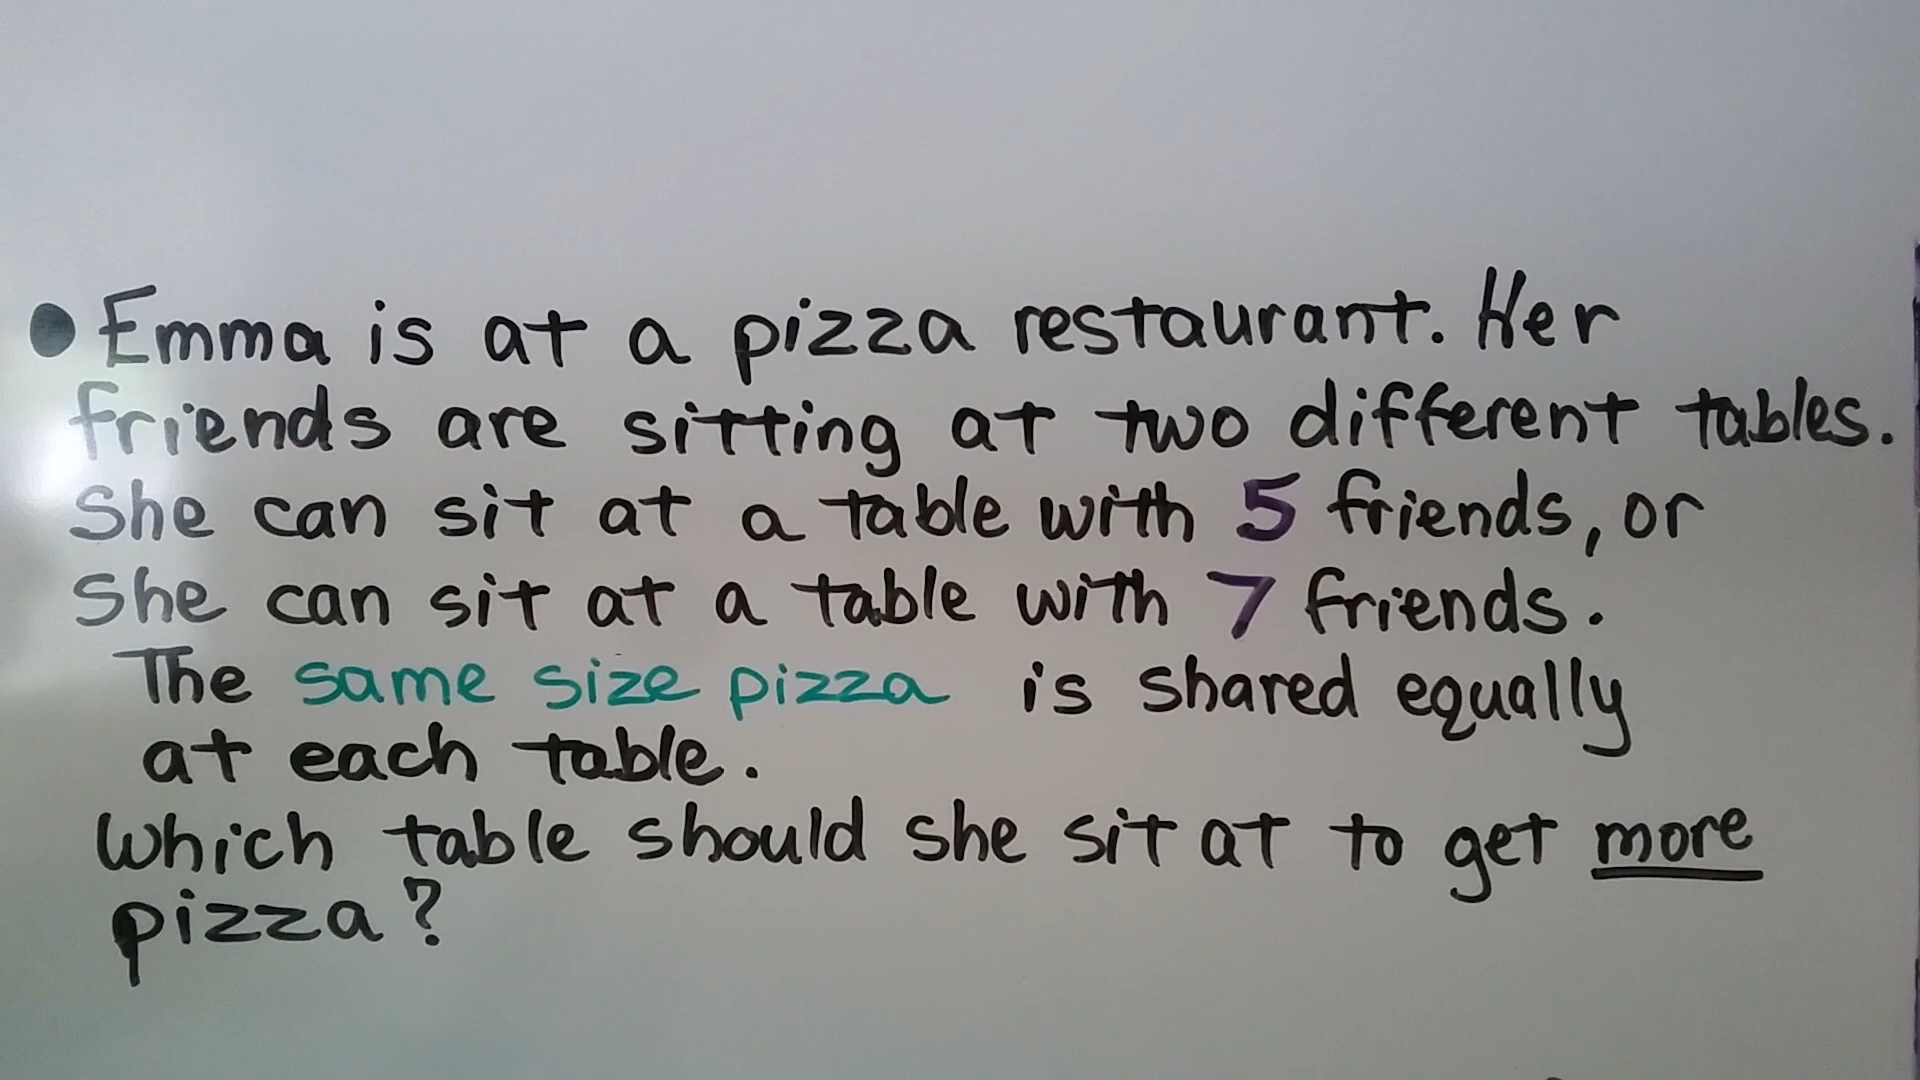 • Emma is at a pizza restaurant. Her
friends are sitting at two different tables.
She can sit at a table with 5 friends, or
She can sit at a table with 7 friends.
The same size pizza is shared equally
at each table.
Which table should she sit at to get more
pizza?